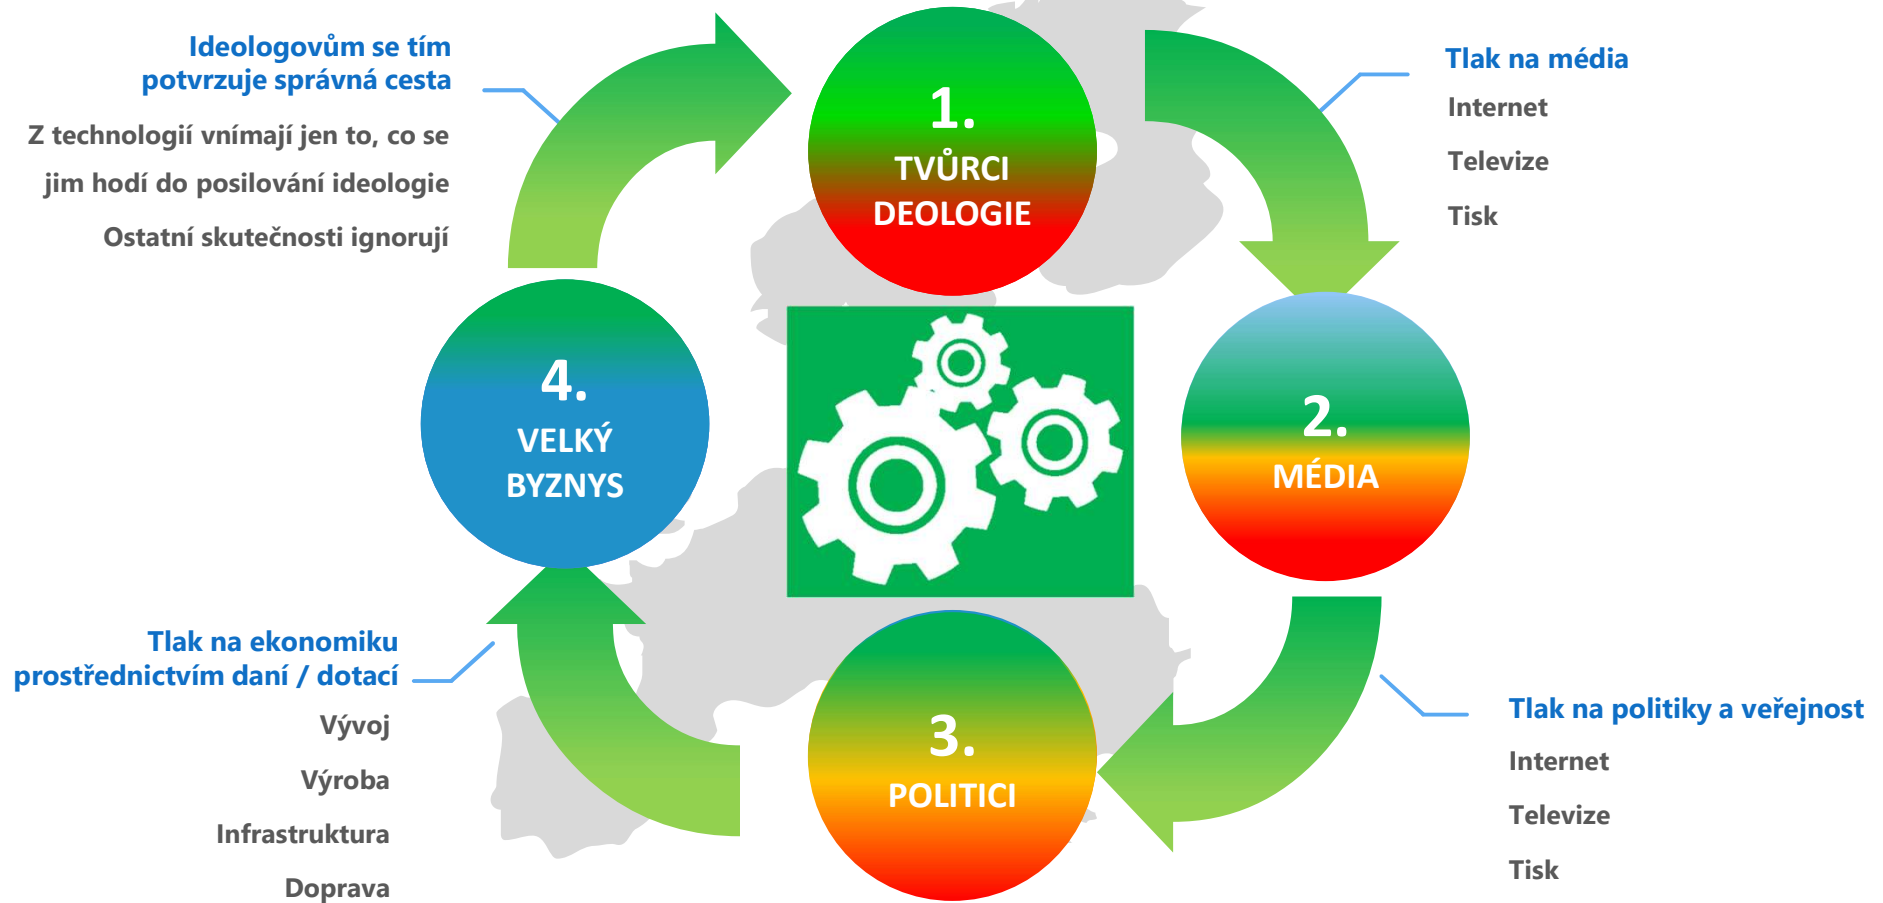 Ideologům se tím
potvrzuje správná cesta
Z technologií vnímají jen to, co se
jim hodí do posilování ideologie
Ostatní skutečnosti ignorují
1.
TVŮRCI
DEOLOGIE
Tlak na média
Internet
Televize
Tisk
4.
VELKÝ
BYZNYS
2.
MÉDIA
Tlak na ekonomiku
prostřednictvím daní / dotací
Vývoj
Výroba
Infrastruktura
Doprava
3.
POLITICI
Tlak na politiky a veřejnost
Internet
Televize
Tisk